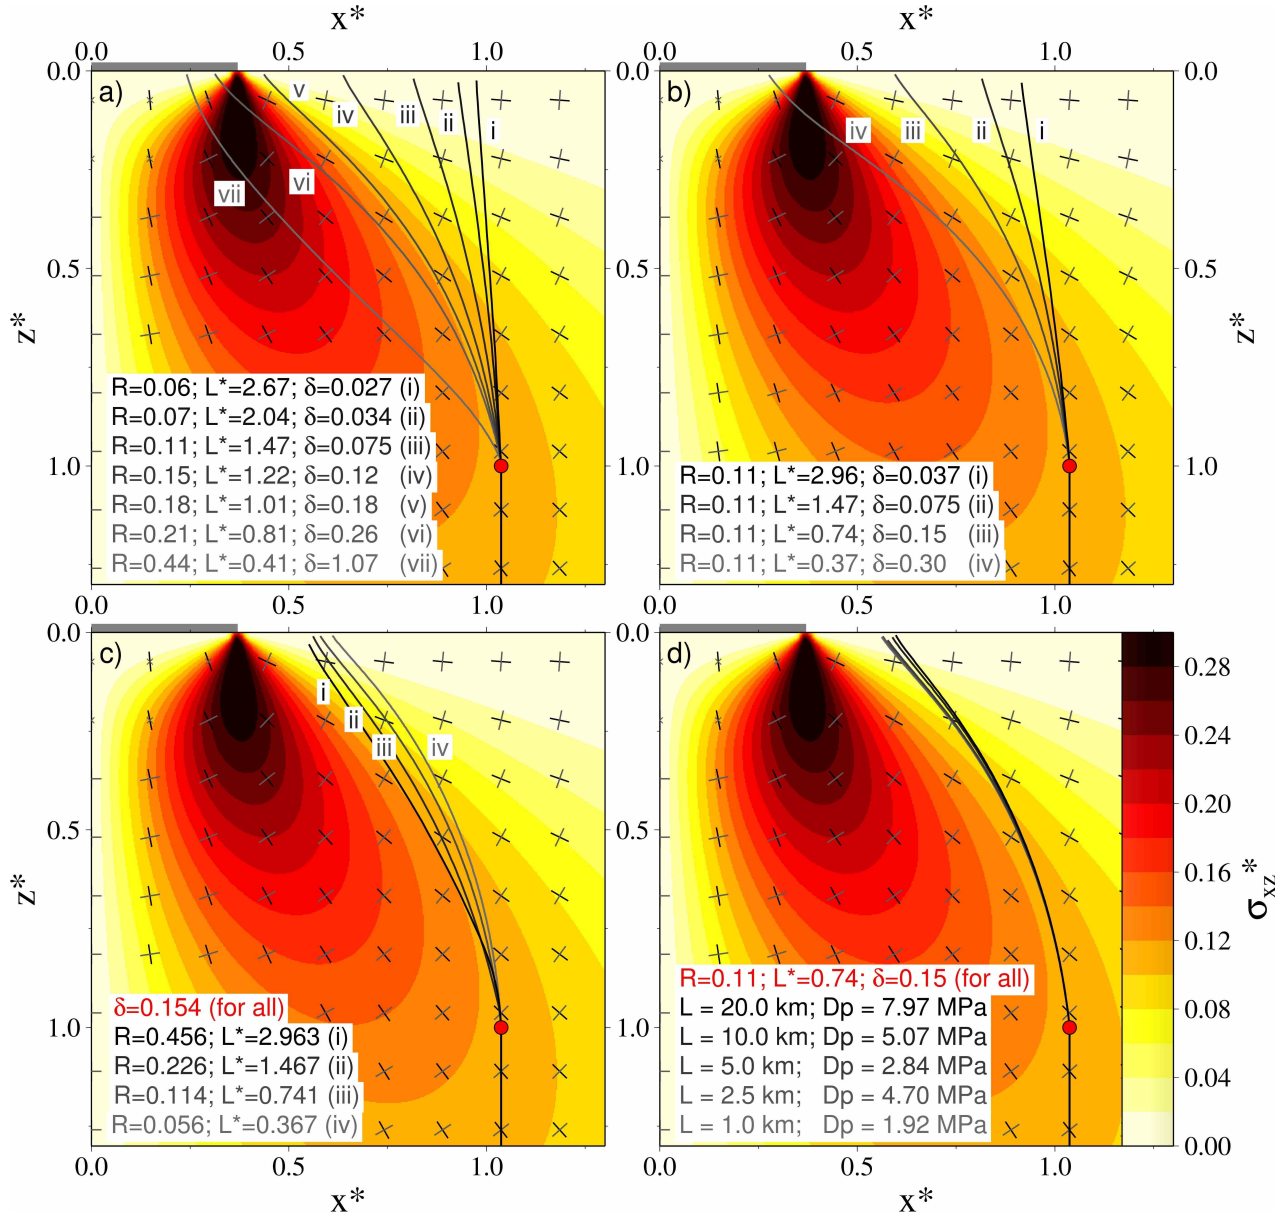 x*
x*
0.0 0.5 1.0
0.0 0.5 1.0
a)
v
iv
iii
ii
i
vi
vii
0.0
0.5
1.0
z*
R=0.06; L*=2.67; δ=0.027 (i)
R=0.07; L*=2.04; δ=0.034 (ii)
R=0.11; L*=1.47; δ=0.075 (iii)
R=0.15; L*=1.22; δ=0.12 (iv)
R=0.18; L*=1.01; δ=0.18 (v)
R=0.21; L*=0.81; δ=0.26 (vi)
R=0.44; L*=0.41; δ=1.07 (vii)
b)
iv
iii
ii
i
0.0
0.5
1.0
z*
R=0.11; L*=2.96; δ=0.037 (i)
R=0.11; L*=1.47; δ=0.075 (ii)
R=0.11; L*=0.74; δ=0.15 (iii)
R=0.11; L*=0.37; δ=0.30 (iv)
0.0 0.5 1.0
0.0 0.5 1.0
c)
i
ii
iii
iv
0.0
0.5
1.0
z*
δ=0.154 (for all)
R=0.456; L*=2.963 (i)
R=0.226; L*=1.467 (ii)
R=0.114; L*=0.741 (iii)
R=0.056; L*=0.367 (iv)
d)
R=0.11; L*=0.74; δ=0.15 (for all)
L = 20.0 km; Dp = 7.97 MPa
L = 10.0 km; Dp = 5.07 MPa
L = 5.0 km; Dp = 2.84 MPa
L = 2.5 km; Dp = 4.70 MPa
L = 1.0 km; Dp = 1.92 MPa
0.28
0.24
0.20
0.16
0.12
0.08
0.04
0.00
σxz*
0.0 0.5 1.0
0.0 0.5 1.0
x*
x*